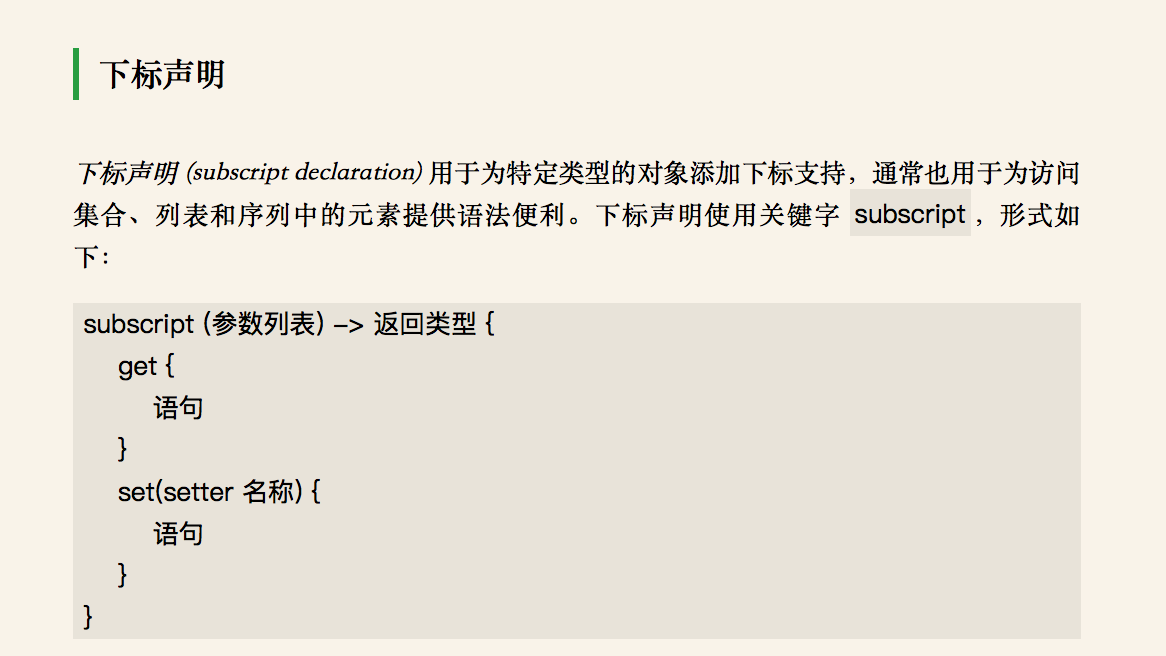 下标声明
下标声明 (subscript declaration) 用于为特定类型的对象添加下标支持，通常也用于为访问
集合、列表和序列中的元素提供语法便利。下标声明使用关键字 subscript ，形式如
下：
subscript (参数列表) -> 返回类型 {
get {
语句
}
set(setter 名称) {
语句
}
}